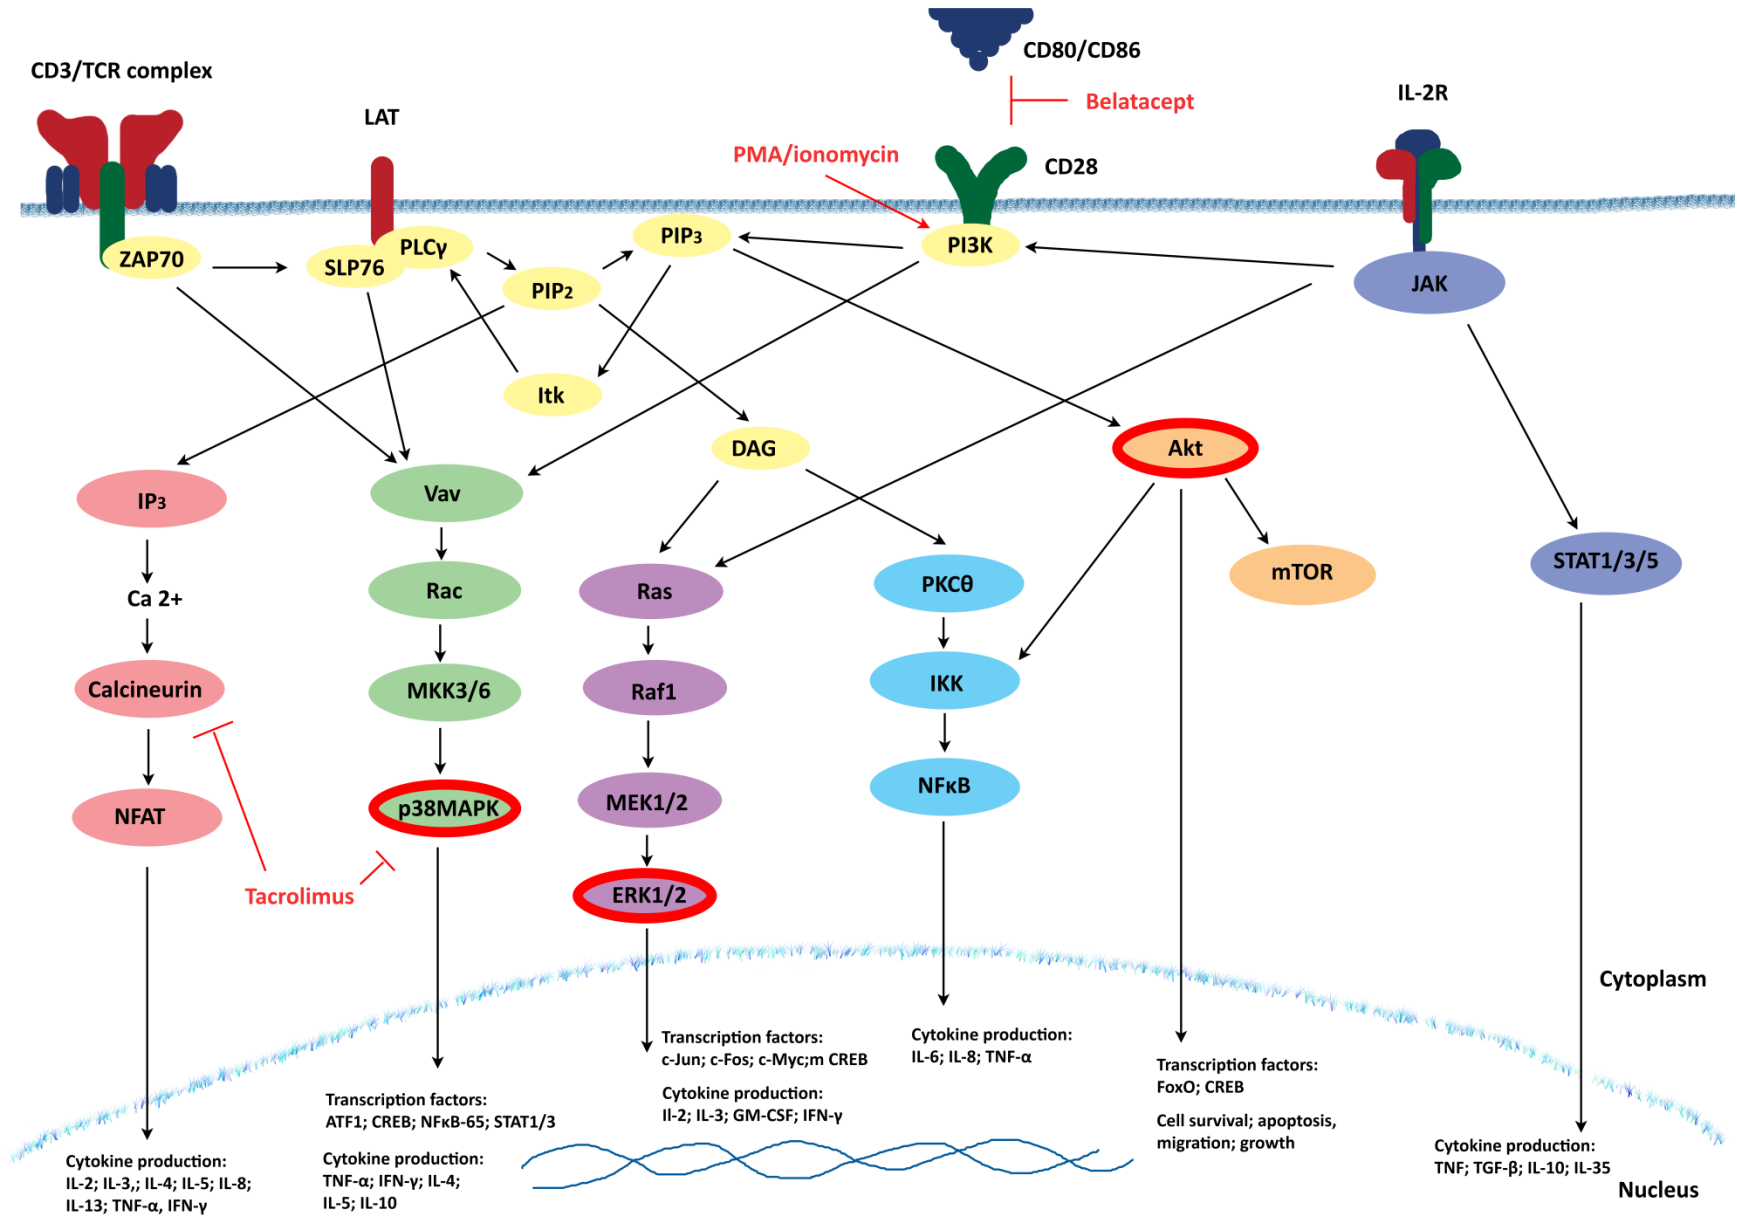 CD80/CD86
CD3/TCR complex
IL-2R
Belatacept
LAT
PMA/ionomycin
CD28
PIP3
PLCγ
PI3K
ZAP70
SLP76
PIP2
JAK
Itk
DAG
Akt
IP3
Vav
STAT1/3/5
mTOR
PKCθ
Ras
Rac
Ca 2+
IKK
Calcineurin
MKK3/6
Raf1
NFκB
MEK1/2
p38MAPK
NFAT
Tacrolimus
ERK1/2
Cytoplasm
Transcription factors:
c-Jun; c-Fos; c-Myc;m CREB
Cytokine production:
Il-2; IL-3; GM-CSF; IFN-γ
Cytokine production:
IL-6; IL-8; TNF-α
Transcription factors:
FoxO; CREB
Cell survival; apoptosis,
migration; growth
Transcription factors:
ATF1; CREB; NFκB-65; STAT1/3
Cytokine production:
TNF-α; IFN-γ; IL-4;
IL-5; IL-10
Cytokine production:
IL-2; IL-3,; IL-4; IL-5; IL-8;
IL-13; TNF-α, IFN-γ
Cytokine production:
TNF; TGF-β; IL-10; IL-35
Nucleus